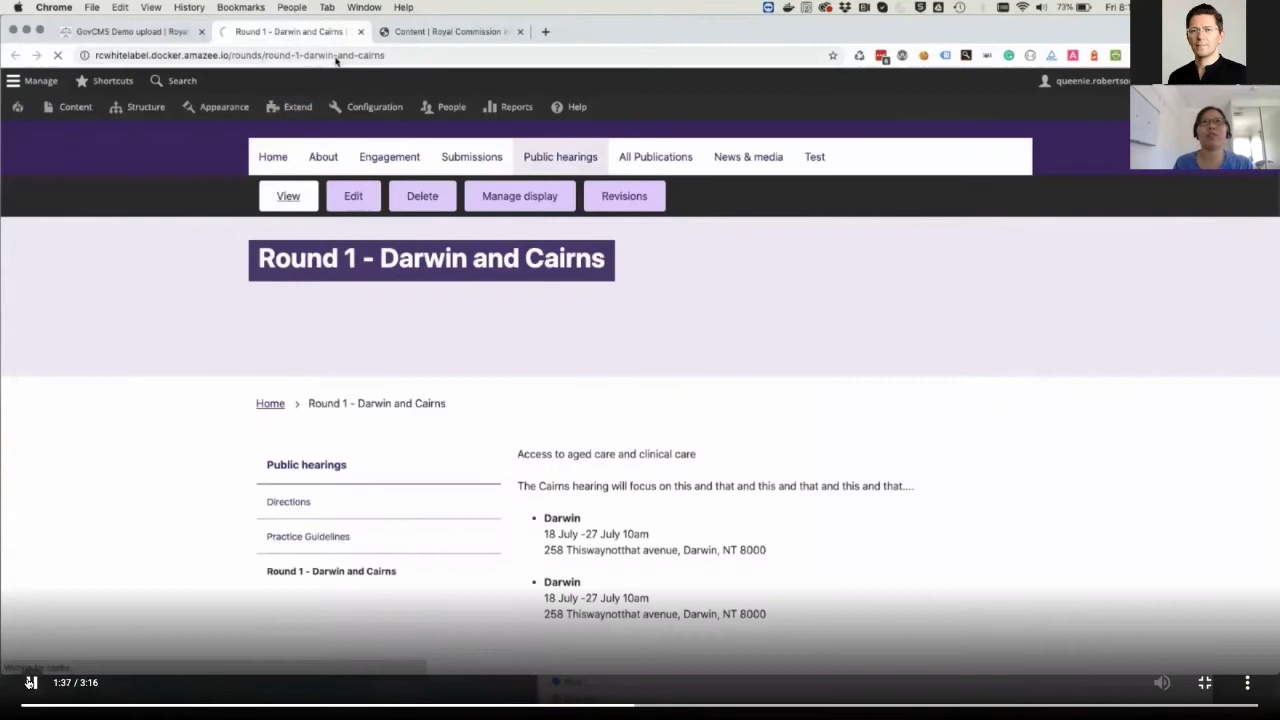 Chrome File Edit View History Bookmarks People Tab Window Help 73% Fri 8:1
GovCMS Demo upload | Royal Round 1 - Darwin and Cairns | Content | Royal Commission in
rcwhitelabel.docker.amazee.io/rounds/round-1-darwin-and-cairns
Manage Shortcuts Search queenie.robertso
Content Structure Appearance Extend Configuration People Reports Help
Home About Engagement Submissions Public hearings All Publications News & media Test
View Edit Delete Manage display Revisions
Round 1 - Darwin and Cairns
Home > Round 1 - Darwin and Cairns
Access to aged care and clinical care
Public hearings
The Cairns hearing will focus on this and that and this and that and this and that....
Directions
Practice Guidelines
Round 1 - Darwin and Cairns
• Darwin
18 July -27 July 10am
258 Thiswaynotthat avenue, Darwin, NT 8000
• Darwin
18 July -27 July 10am
258 Thiswaynotthat avenue, Darwin, NT 8000
1:37 / 3:16